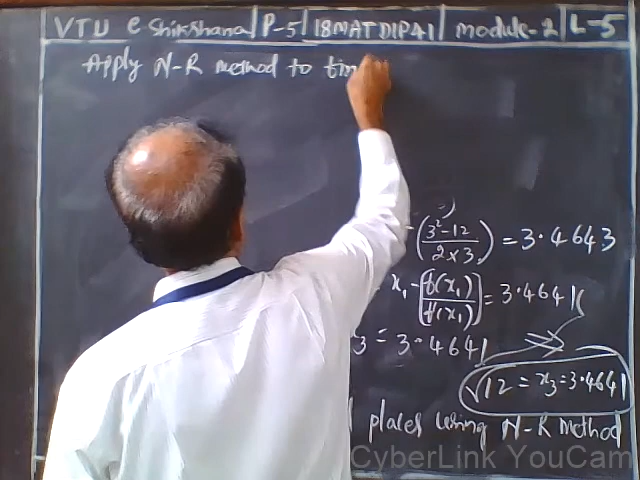 VTU e Shikshana P-5 18MATDIP41 module-2 L-5
Apply N-R method to fin
-(3²-12/2×3) = 3.4643
x₁ - [f(x₁)/f'(x₁)] = 3.4641
3 = 3.4641
√12 = x₃ = 3.4641
places using N-R Method
CyberLink YouCam